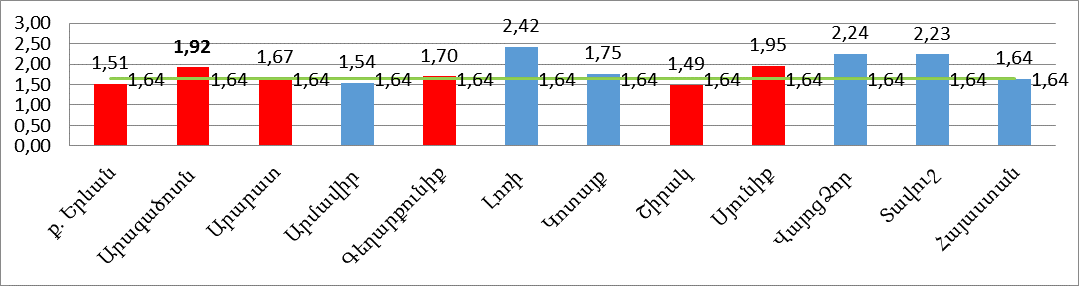 3,00
2,50
2,00
1,50
1,00
0,50
0,00
1,51
1,92
1,67
1,54
1,70
2,42
1,75
1,49
1,95
2,24
2,23
1,64
1,64
1,64
1,64
1,64
1,64
1,64
1,64
1,64
1,64
1,64
1,64
1,64
ք. Երևան
Արագածոտն
Արարատ
Արմավիր
Գեղարքունիք
Լոռի
Կոտայք
Շիրակ
Սյունիք
Վայոց Ձոր
Տավուշ
Հայաստան